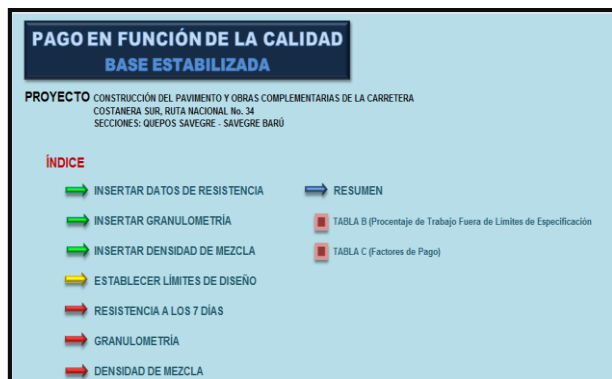 PAGO EN FUNCIÓN DE LA CALIDAD
BASE ESTABILIZADA
PROYECTO CONSTRUCCIÓN DEL PAVIMENTO Y OBRAS COMPLEMENTARIAS DE LA CARRETERA
COSTANERA SUR, RUTA NACIONAL No. 34
SECCIONES: QUEPOS SAVEGRE - SAVEGRE BARÚ
ÍNDICE
INSERTAR DATOS DE RESISTENCIA
INSERTAR GRANULOMETRÍA
INSERTAR DENSIDAD DE MEZCLA
ESTABLECER LÍMITES DE DISEÑO
RESISTENCIA A LOS 7 DÍAS
GRANULOMETRÍA
DENSIDAD DE MEZCLA
RESUMEN
TABLA B (Procentaje de Trabajo Fuera de Limites de Especificación
TABLA C (Factores de Pago)